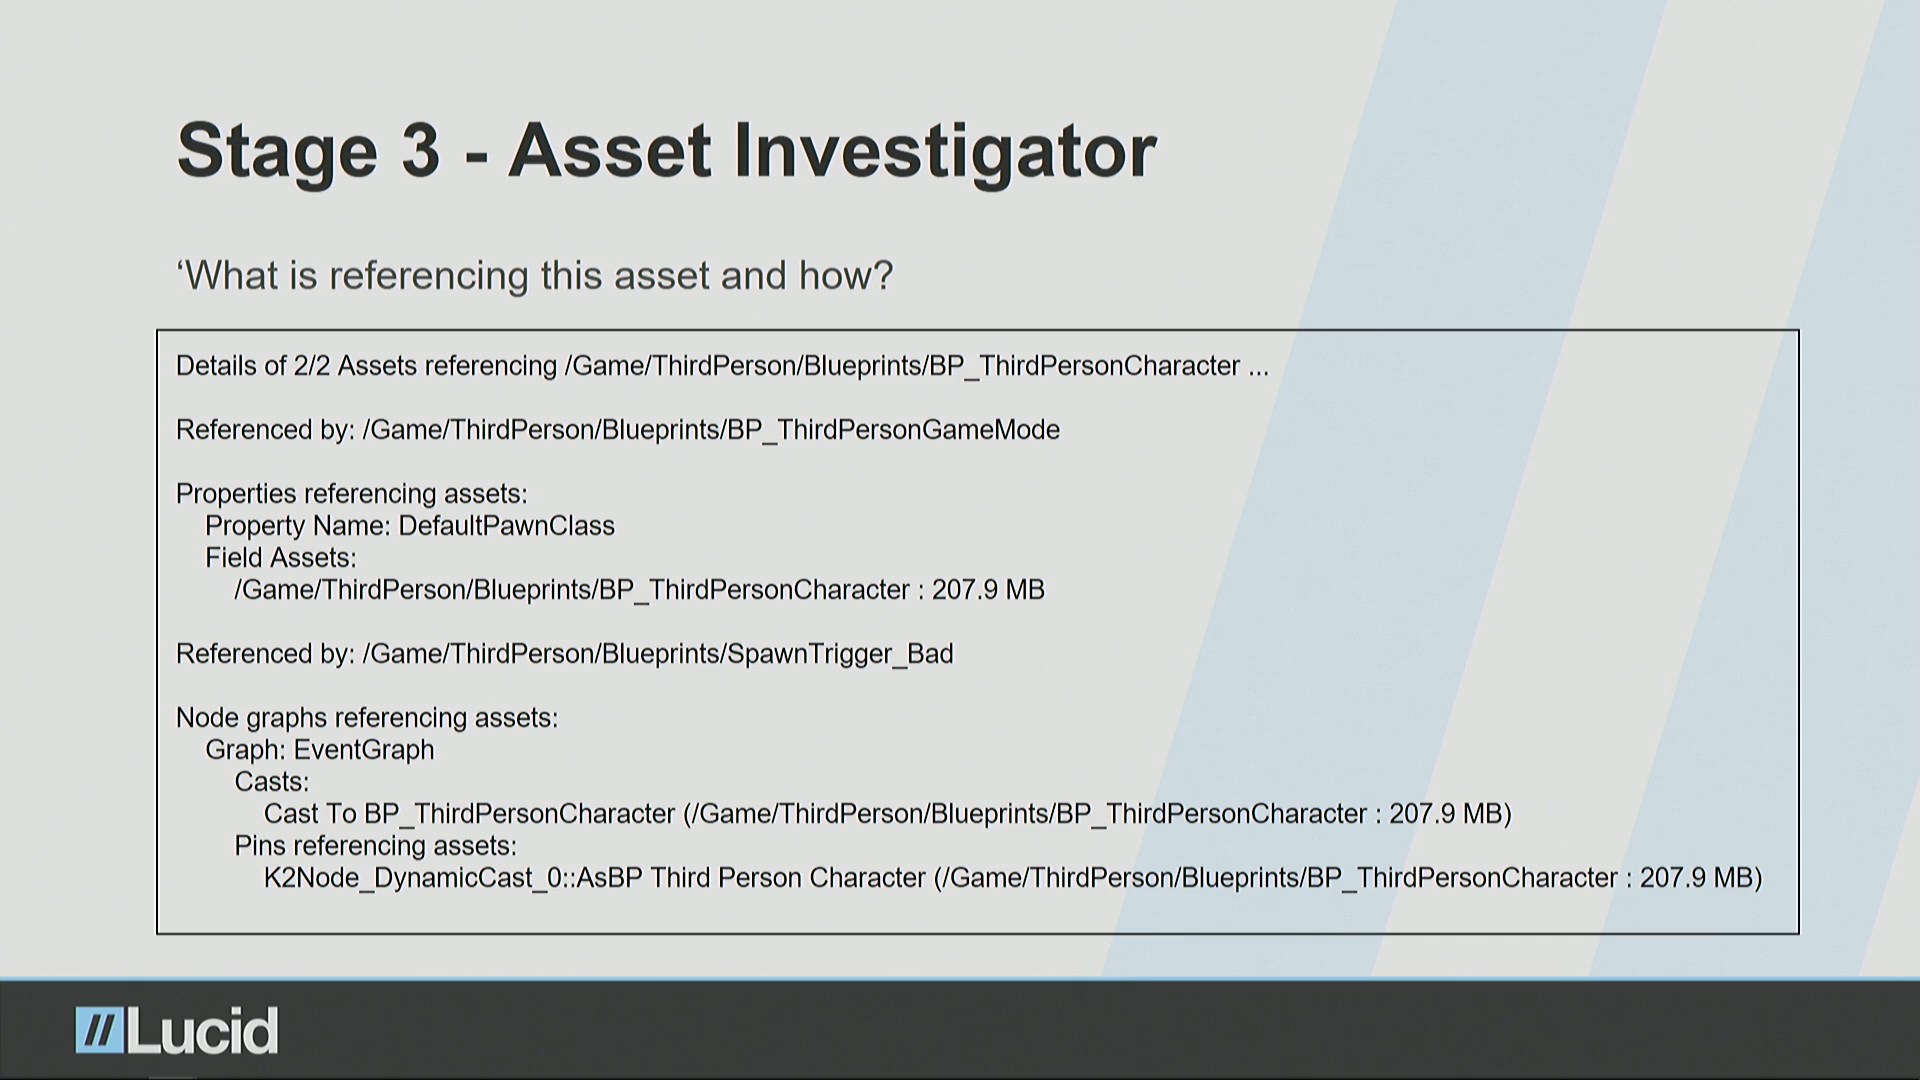 Stage 3 - Asset Investigator
‘What is referencing this asset and how?
Details of 2/2 Assets referencing /Game/ThirdPerson/Blueprints/BP_ThirdPersonCharacter ...
Referenced by: /Game/ThirdPerson/Blueprints/BP_ThirdPersonGameMode
Properties referencing assets:
Property Name: DefaultPawnClass
Field Assets:
/Game/ThirdPerson/Blueprints/BP_ThirdPersonCharacter : 207.9 MB
Referenced by: /Game/ThirdPerson/Blueprints/SpawnTrigger_Bad
Node graphs referencing assets:
Graph: EventGraph
Casts:
Cast To BP_ThirdPersonCharacter (/Game/ThirdPerson/Blueprints/BP_ThirdPersonCharacter : 207.9 MB)
Pins referencing assets:
K2Node_DynamicCast_0::AsBP Third Person Character (/Game/ThirdPerson/Blueprints/BP_ThirdPersonCharacter : 207.9 MB)
//Lucid